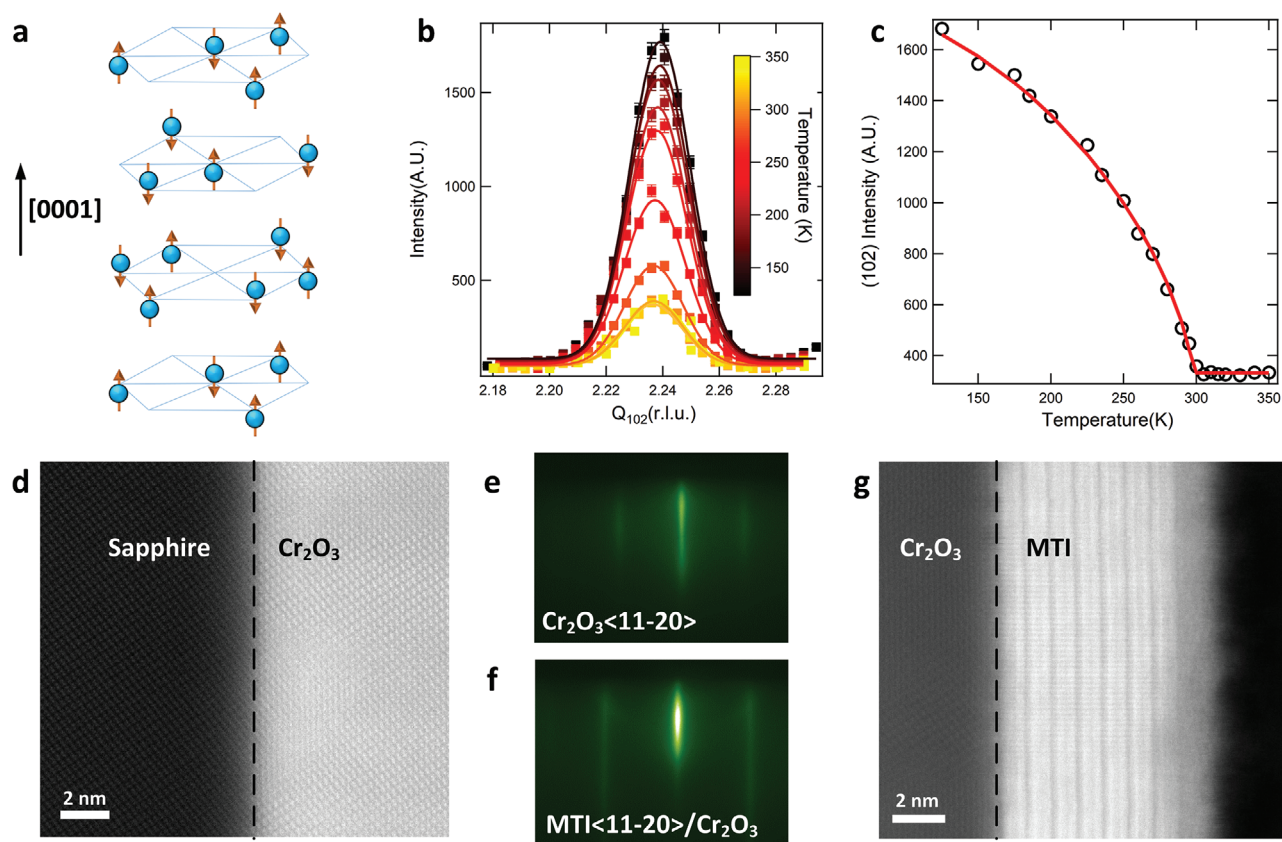 a
[0001]
b
Intensity(A.U.)
1500
1000
500
2.18
2.20
2.22
2.24
2.26
2.28
Q102(r.l.u.)
350
300
250
200
150
Temperature (K)
c
(102) Intensity (A.U.)
1600
1400
1200
1000
800
600
400
150
200
250
300
350
Temperature(K)
d
Sapphire
Cr2O3
2 nm
e
Cr2O3<11-20>
f
MTI<11-20>/Cr2O3
g
Cr2O3
MTI
2 nm